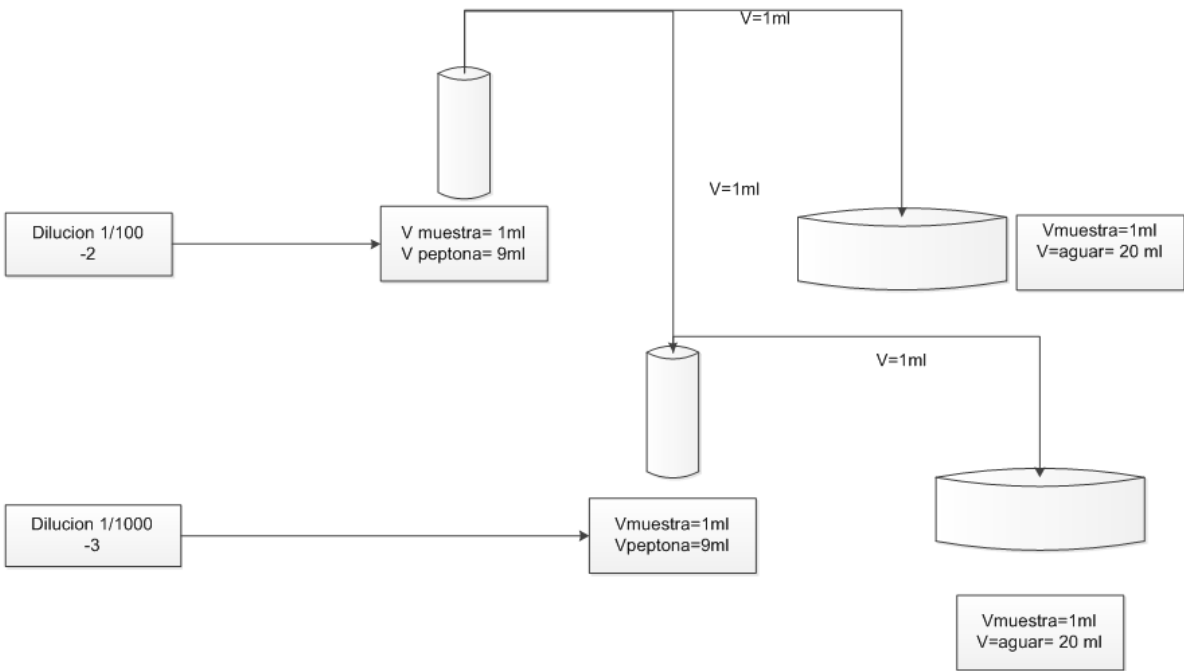 V=1ml
V=1ml
Dilucion 1/100
-2
V muestra= 1ml
V peptona= 9ml
Vmuestra=1ml
V=aguar= 20 ml
V=1ml
Dilucion 1/1000
-3
Vmuestra=1ml
Vpeptona=9ml
Vmuestra=1ml
V=aguar= 20 ml